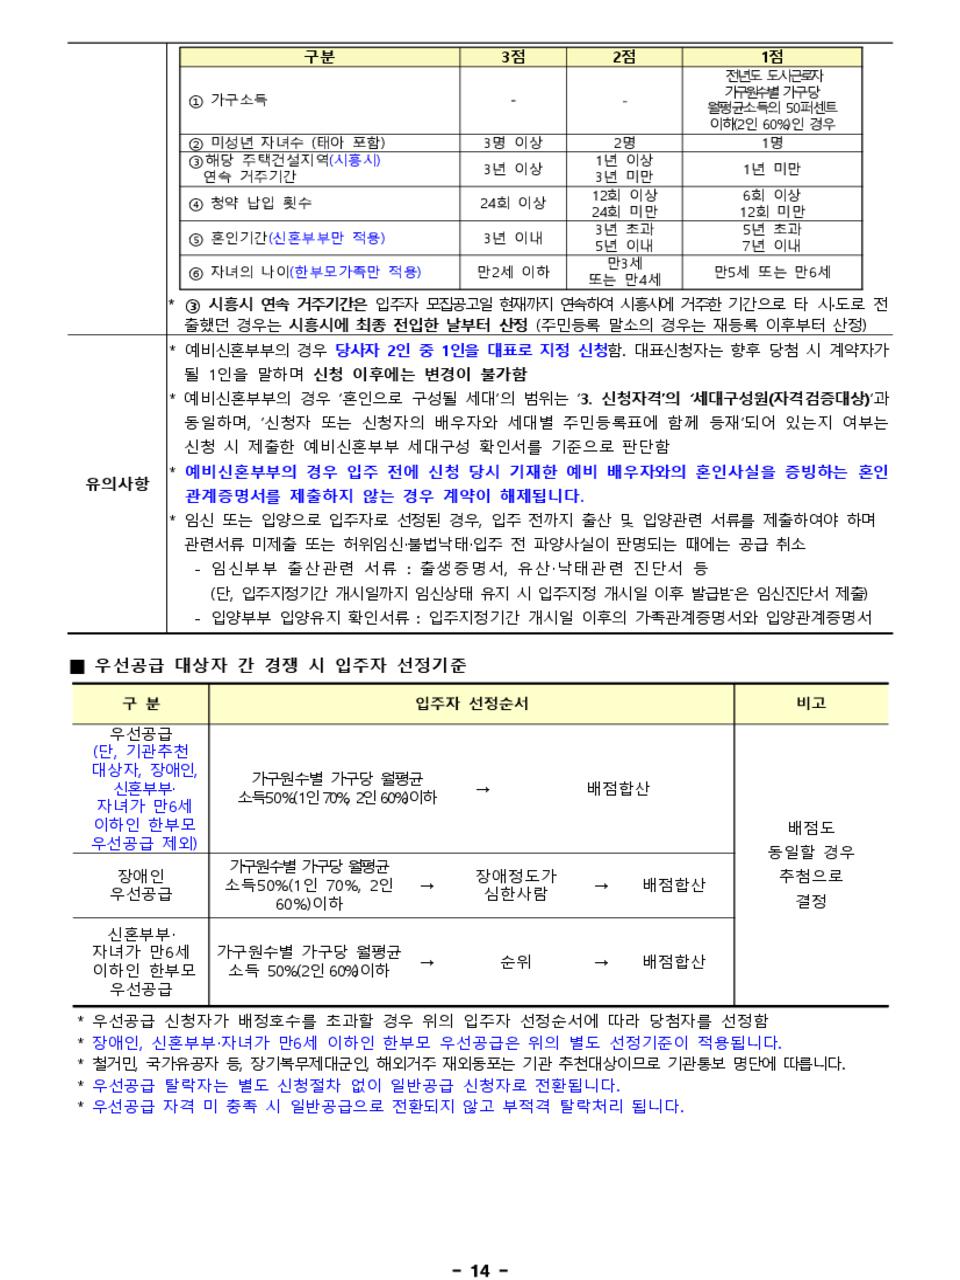 구분 3점 2점 1점
① 가구소득 - - 전년도 도시근로자
가구원수별 가구당
월평균소득의 50퍼센트
이하(2인 60%)인 경우
② 미성년 자녀수 (태아 포함) 3명 이상 2명 1명
③해당 주택건설지역(시흥시)
연속 거주기간 3년 이상 1년 이상
3년 미만 1년 미만
④ 청약 납입 횟수 24회 이상 12회 이상
24회 미만 6회 이상
12회 미만
⑤ 혼인기간(신혼부부만 적용) 3년 이내 3년 초과
5년 이내 5년 초과
7년 이내
⑥ 자녀의 나이(한부모가족만 적용) 만2세 이하 만3세
또는 만4세 만5세 또는 만6세
* ③ 시흥시 연속 거주기간은 입주자 모집공고일 현재까지 연속하여 시흥시에 거주한 기간으로 타 시·도로 전
출했던 경우는 시흥시에 최종 전입한 날부터 산정 (주민등록 말소의 경우는 재등록 이후부터 산정)
유의사항
* 예비신혼부부의 경우 당사자 2인 중 1인을 대표로 지정 신청함. 대표신청자는 향후 당첨 시 계약자가
될 1인을 말하며 신청 이후에는 변경이 불가함
* 예비신혼부부의 경우 '혼인으로 구성될 세대'의 범위는 '3. 신청자격'의 '세대구성원(자격검증대상)'과
동일하며, '신청자 또는 신청자의 배우자와 세대별 주민등록표에 함께 등재'되어 있는지 여부는
신청 시 제출한 예비신혼부부 세대구성 확인서를 기준으로 판단함
* 예비신혼부부의 경우 입주 전에 신청 당시 기재한 예비 배우자와의 혼인사실을 증빙하는 혼인
관계증명서를 제출하지 않는 경우 계약이 해제됩니다.
* 임신 또는 입양으로 입주자로 선정된 경우, 입주 전까지 출산 및 입양관련 서류를 제출하여야 하며
관련서류 미제출 또는 허위임신·불법낙태·입주 전 파양사실이 판명되는 때에는 공급 취소
- 임신부부 출산관련 서류 : 출생증명서, 유산·낙태관련 진단서 등
(단, 입주지정기간 개시일까지 임신상태 유지 시 입주지정 개시일 이후 발급받은 임신진단서 제출)
- 입양부부 입양유지 확인서류 : 입주지정기간 개시일 이후의 가족관계증명서와 입양관계증명서
■ 우선공급 대상자 간 경쟁 시 입주자 선정기준
구 분 입주자 선정순서 비고
우선공급
(단, 기관추천
대상자, 장애인,
신혼부부·
자녀가 만6세
이하인 한부모
우선공급 제외)
가구원수별 가구당 월평균
소득50%(1인 70%, 2인 60%)이하 → 배점합산
장애인
우선공급
가구원수별 가구당 월평균
소득50%(1인 70%, 2인
60%)이하
→ 장애정도가
심한사람 → 배점합산
신혼부부·
자녀가 만6세
이하인 한부모
우선공급
가구원수별 가구당 월평균
소득 50%(2인 60%)이하 → 순위 → 배점합산
배점도
동일할 경우
추첨으로
결정
* 우선공급 신청자가 배정호수를 초과할 경우 위의 입주자 선정순서에 따라 당첨자를 선정함
* 장애인, 신혼부부·자녀가 만6세 이하인 한부모 우선공급은 위의 별도 선정기준이 적용됩니다.
* 철거민, 국가유공자 등, 장기복무제대군인, 해외거주 재외동포는 기관 추천대상이므로 기관통보 명단에 따릅니다.
* 우선공급 탈락자는 별도 신청절차 없이 일반공급 신청자로 전환됩니다.
* 우선공급 자격 미 충족 시 일반공급으로 전환되지 않고 부적격 탈락처리 됩니다.
- 14 -